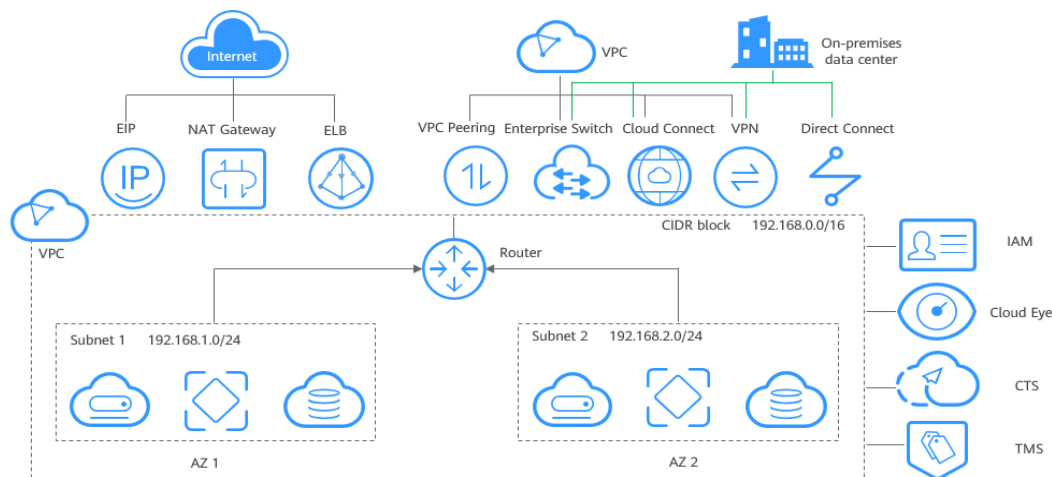 Internet
VPC
On-premises
data center
EIP
NAT Gateway
ELB
VPC Peering
Enterprise Switch
Cloud Connect
VPN
Direct Connect
IP
VPC
CIDR block 192.168.0.0/16
Router
IAM
Cloud Eye
CTS
TMS
Subnet 1 192.168.1.0/24
Subnet 2 192.168.2.0/24
AZ 1
AZ 2